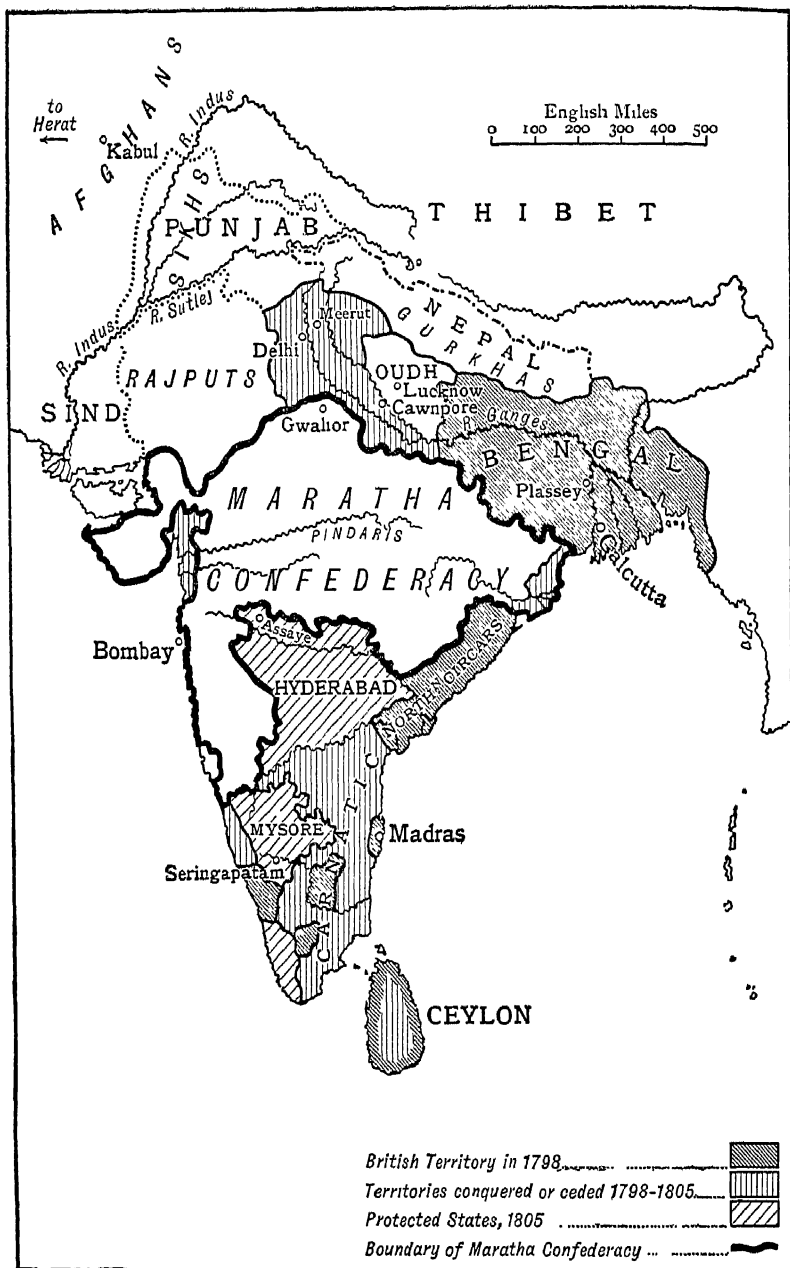 to
Herat
AFGHANS
Kabul
R. Indus
English Miles
0 100 200 300 400 500
THIBET
PUNJAB
SIKHS
R. Sutlej
R. Indus
NEPAL
GURKHAS
Meerut
Delhi
OUDH
Lucknow
Cawnpore
RAJPUTS
SIND
Gwalior
R. Ganges
BENGAL
Plassey
Calcutta
MARATHA
PINDARIS
CONFEDERACY
Assaye
Bombay
HYDERABAD
NORTH CIRCARS
CARNATIC
MYSORE
Madras
Seringapatam
CEYLON
British Territory in 1798
Territories conquered or ceded 1798-1805
Protected States, 1805
Boundary of Maratha Confederacy